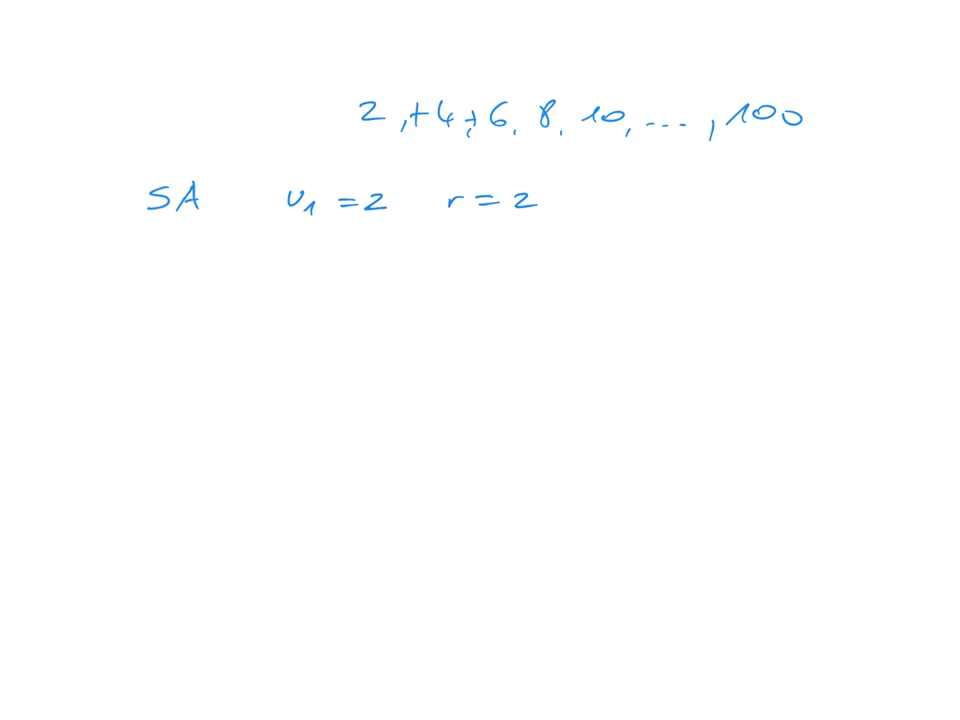 2 ,+ 4 ,+ 6 , 8 , 10 , ... , 100
SA u₁ = 2 r = 2